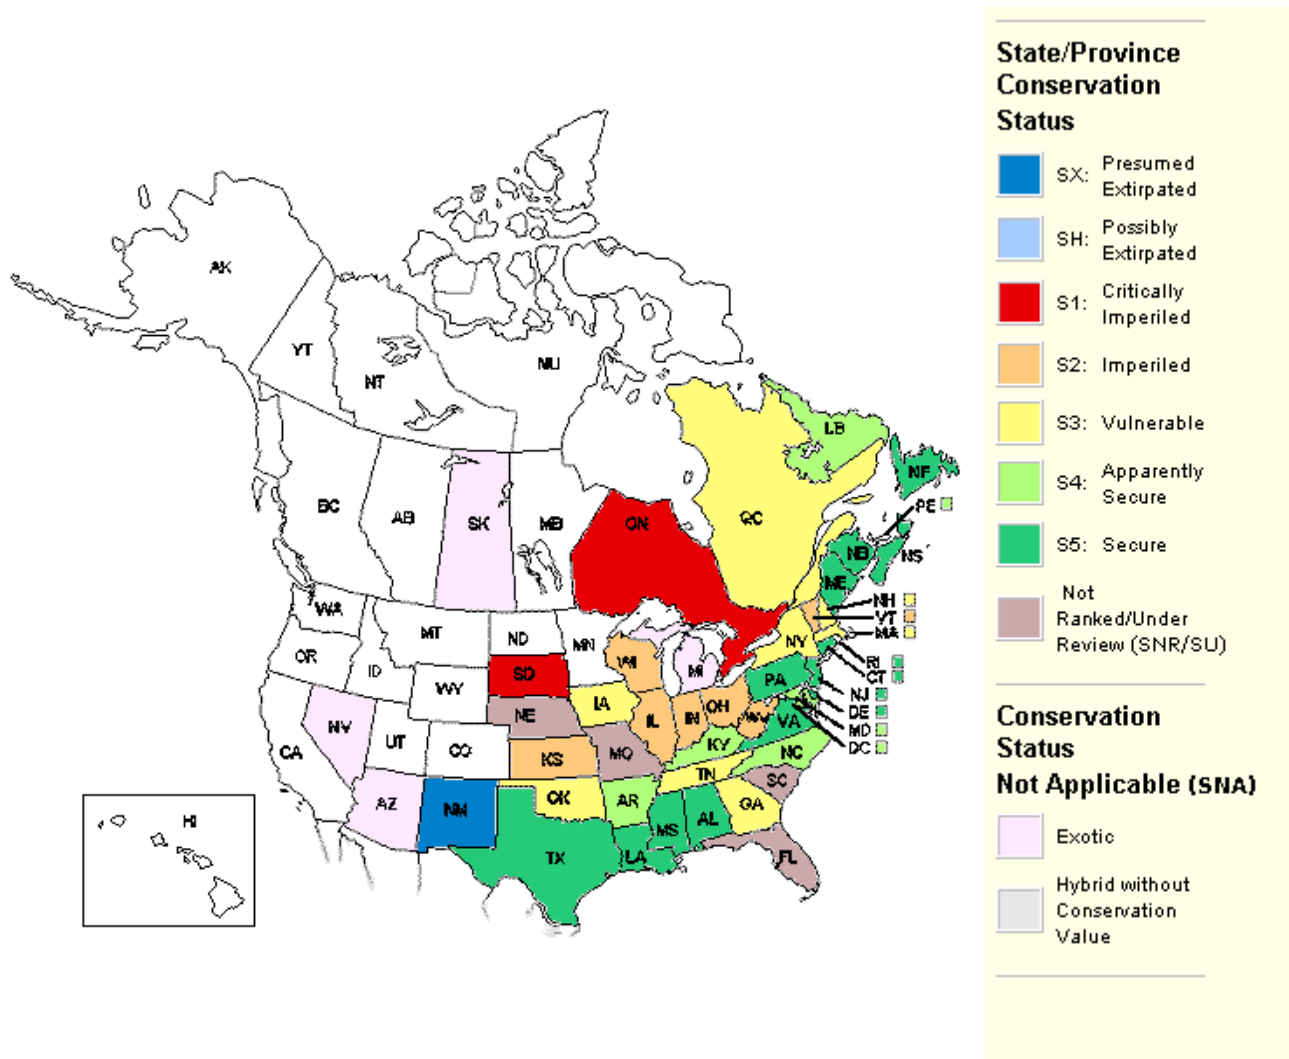 AK
YT
NT
NU
BC
AB
SK
MB
ON
QC
LB
NF
PE
NB
NS
ME
NH
VT
MA
RI
CT
NJ
DE
MD
DC
WA
MT
ND
MN
OR
ID
WY
SD
WI
MI
NY
PA
NV
UT
CO
NE
IA
IL
IN
OH
WV
VA
CA
KS
MO
KY
NC
TN
SC
AZ
NM
OK
AR
GA
MS
AL
TX
LA
FL
HI
State/Province
Conservation
Status
SX: Presumed
Extirpated
SH: Possibly
Extirpated
S1: Critically
Imperiled
S2: Imperiled
S3: Vulnerable
S4: Apparently
Secure
S5: Secure
Not
Ranked/Under
Review (SNR/SU)
Conservation
Status
Not Applicable (SNA)
Exotic
Hybrid without
Conservation
Value